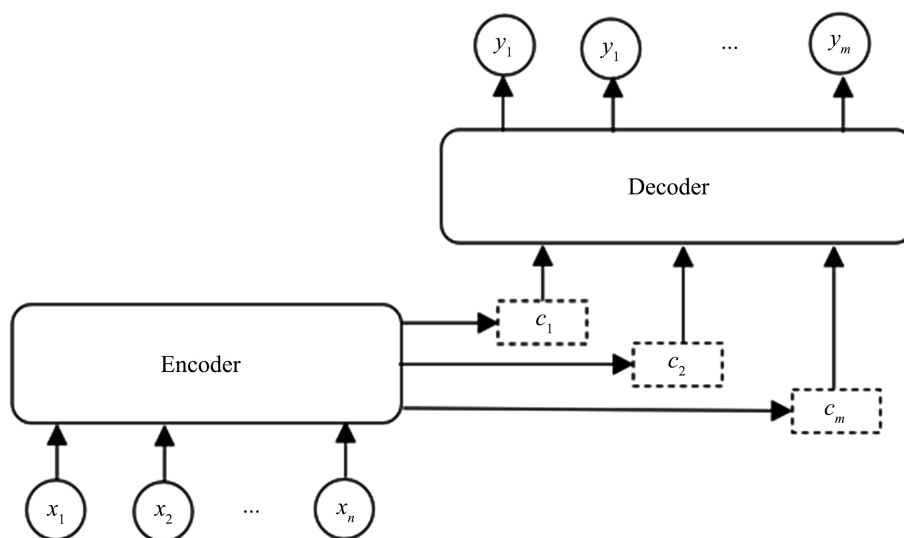 y1 y1 ... ym
Decoder
c1
Encoder
c2
cm
x1 x2 ... xn